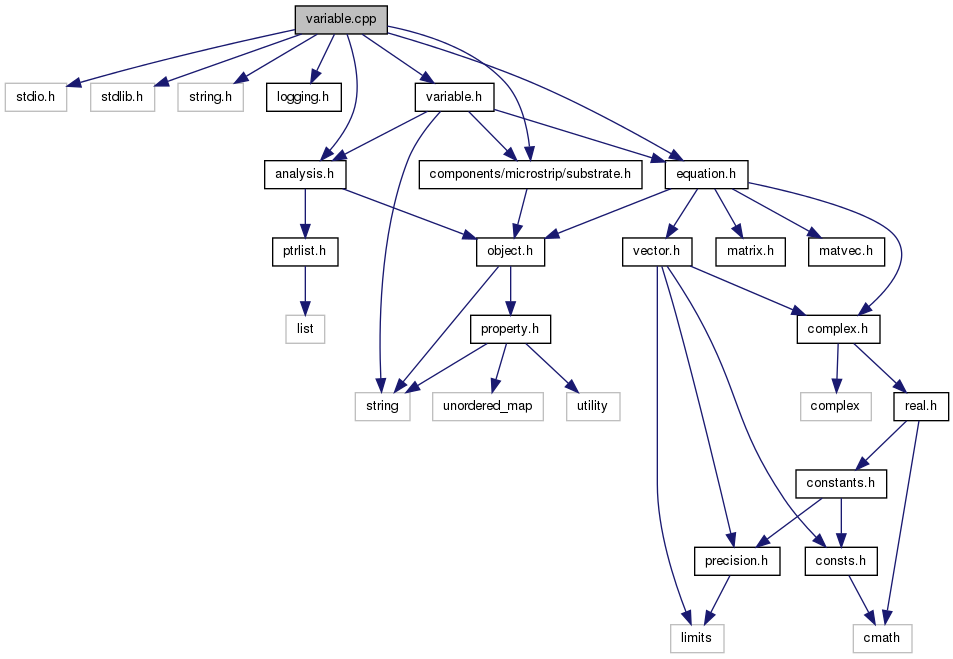 variable.cpp
stdio.h
stdlib.h
string.h
logging.h
variable.h
analysis.h
components/microstrip/substrate.h
equation.h
ptrlist.h
object.h
vector.h
matrix.h
matvec.h
list
property.h
complex.h
string
unordered_map
utility
complex
real.h
constants.h
precision.h
consts.h
limits
cmath